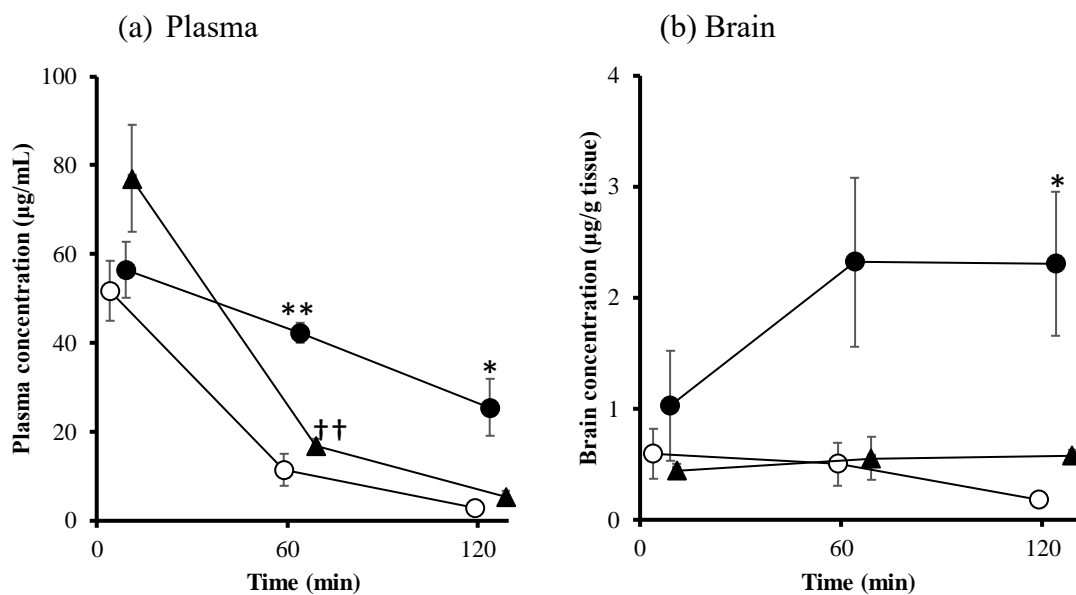 (a) Plasma
100
80
60
40
20
0
Plasma concentration (µg/mL)
**
*
††
0 60 120
Time (min)
(b) Brain
4
3
2
1
0
Brain concentration (µg/g tissue)
*
0 60 120
Time (min)